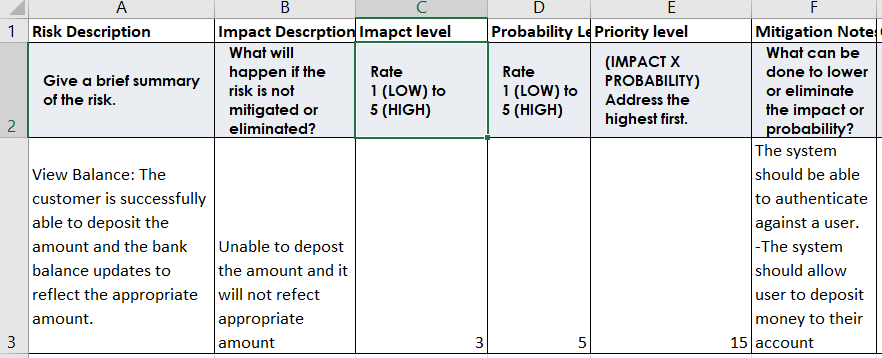 A B C D E F
1 Risk Description Impact Descrption Imapct level Probability Le Priority level Mitigation Notes
2
Give a brief summary
of the risk.
What will
happen if the
risk is not
mitigated or
eliminated?
Rate
1 (LOW) to
5 (HIGH)
Rate
1 (LOW) to
5 (HIGH)
(IMPACT X
PROBABILITY)
Address the
highest first.
What can be
done to lower
or eliminate
the impact or
probability?
3
View Balance: The
customer is successfully
able to deposit the
amount and the bank
balance updates to
reflect the appropriate
amount.
Unable to depost
the amount and it
will not refect
appropriate
amount
3
5
15
The system
should be able
to authenticate
against a user.
-The system
should allow
user to deposit
money to their
account